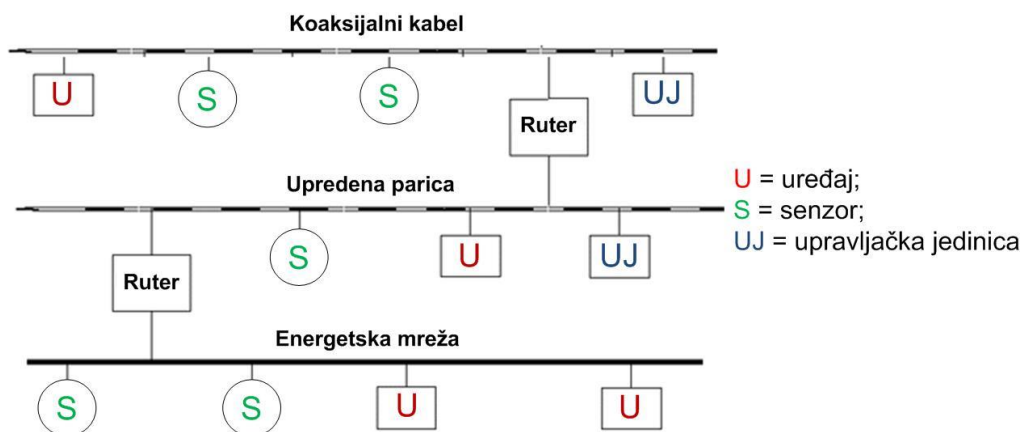 Koaksijalni kabel
U
S
S
UJ
Ruter
Upredena parica
U = uređaj;
S = senzor;
UJ = upravljačka jedinica
S
U
UJ
Ruter
Energetska mreža
S
S
U
U